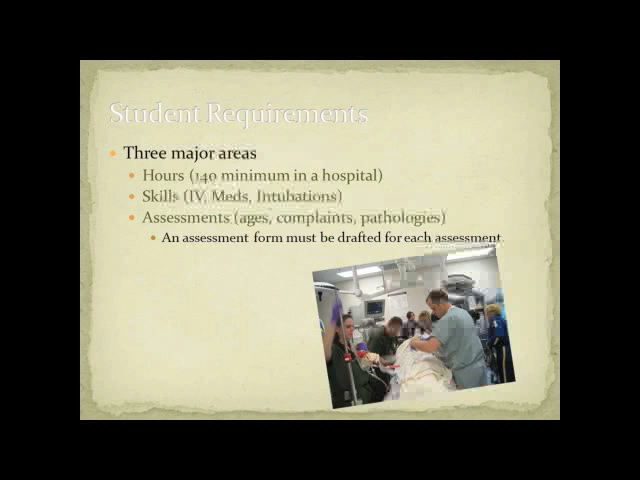 Student Requirements
Three major areas
Hours (140 minimum in a hospital)
Skills (IV, Meds, Intubations)
Assessments (ages, complaints, pathologies)
An assessment form must be drafted for each assessment